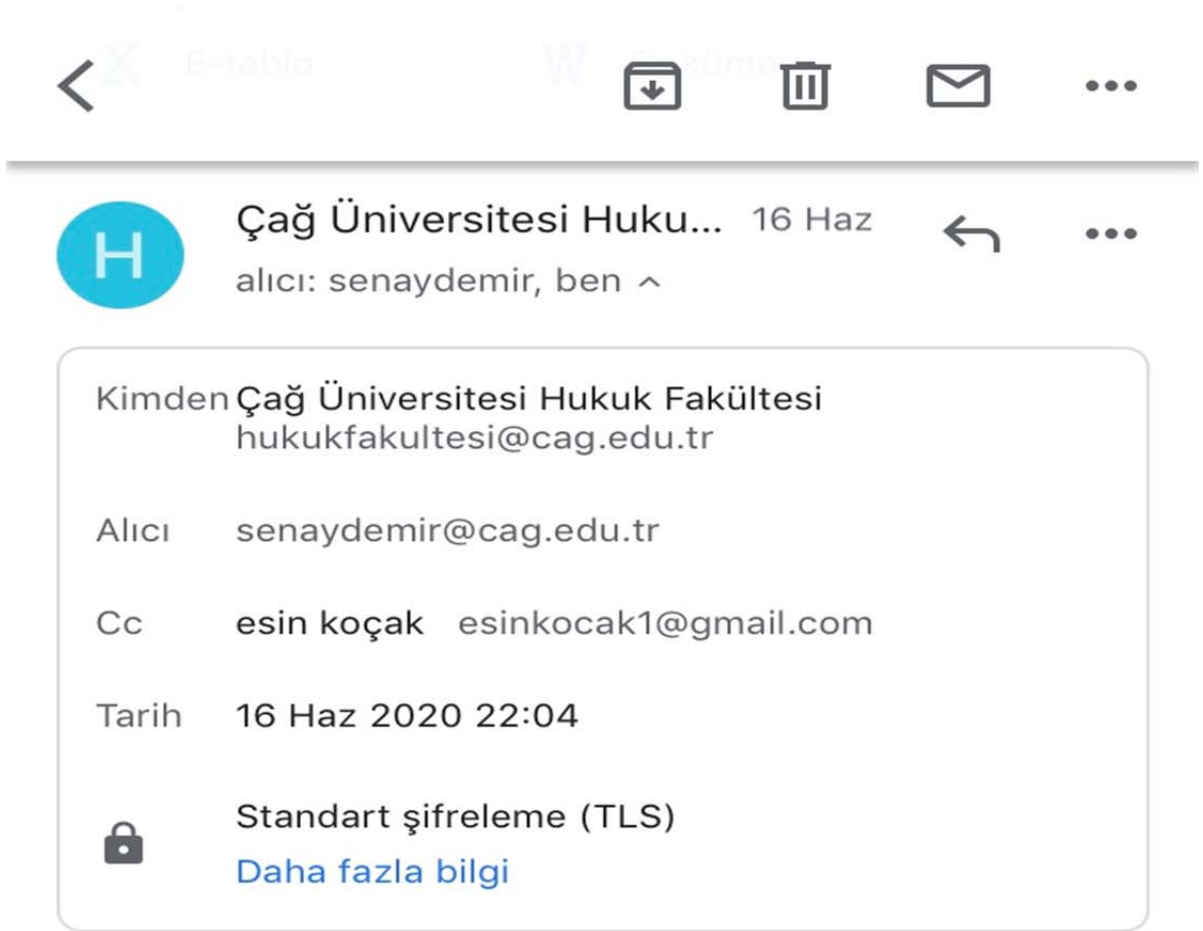 E-tablo
Çağ Üniversitesi Huku... 16 Haz
H
alıcı: senaydemir, ben
Kimden Çağ Üniversitesi Hukuk Fakültesi
hukukfakultesi@cag.edu.tr
Alıcı senaydemir@cag.edu.tr
Cc esin koçak esinkocak1@gmail.com
Tarih 16 Haz 2020 22:04
Standart şifreleme (TLS)
Daha fazla bilgi